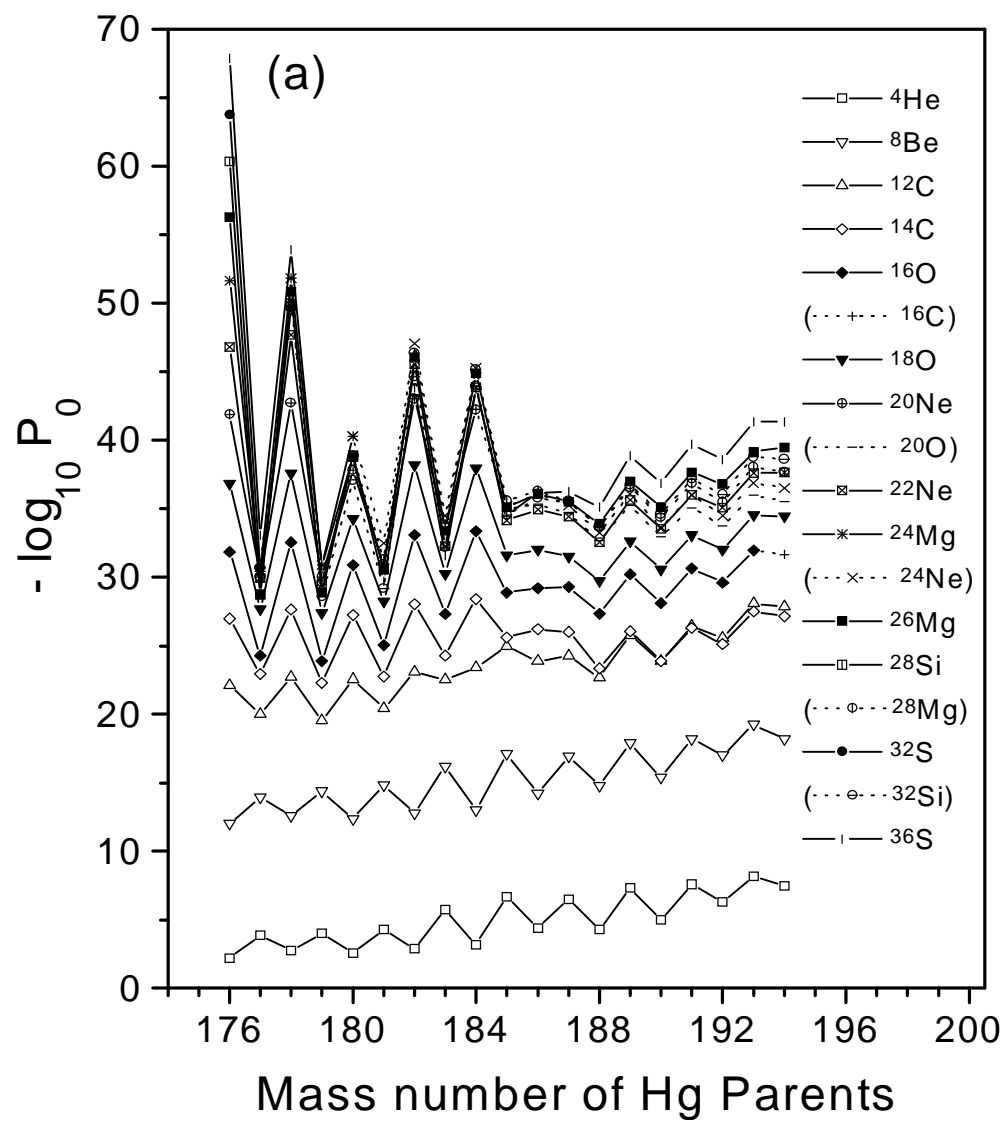 (a)
70
60
50
40
30
20
10
0
- log10 P0
176 180 184 188 192 196 200
Mass number of Hg Parents
4He
8Be
12C
14C
16O
(16C)
18O
20Ne
(20O)
22Ne
24Mg
(24Ne)
26Mg
28Si
(28Mg)
32S
(32Si)
36S